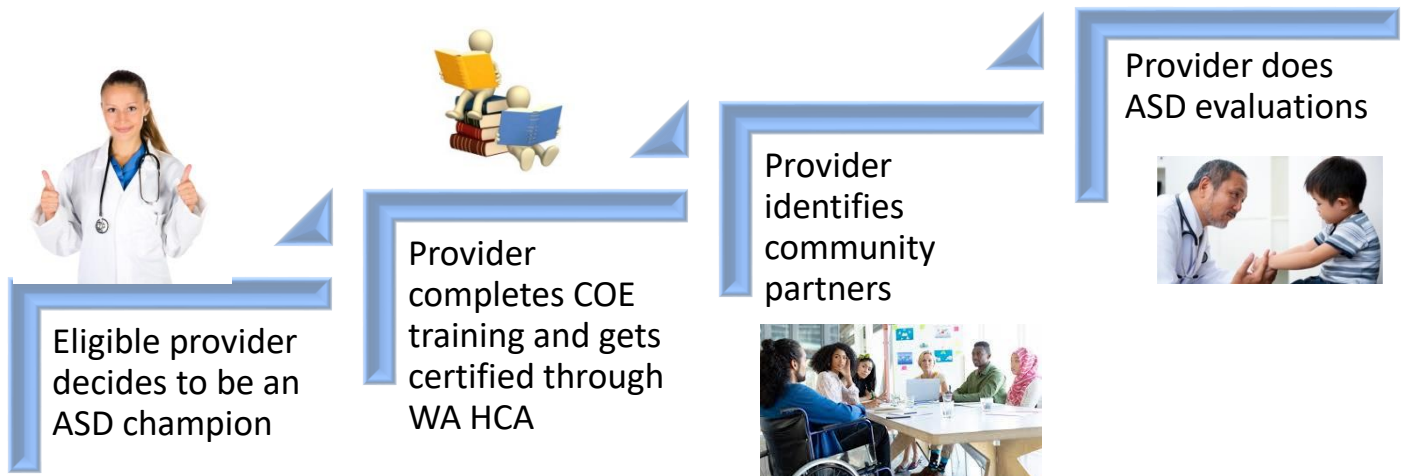 Eligible provider
decides to be an
ASD champion
Provider
completes COE
training and gets
certified through
WA HCA
Provider
identifies
community
partners
Provider does
ASD evaluations